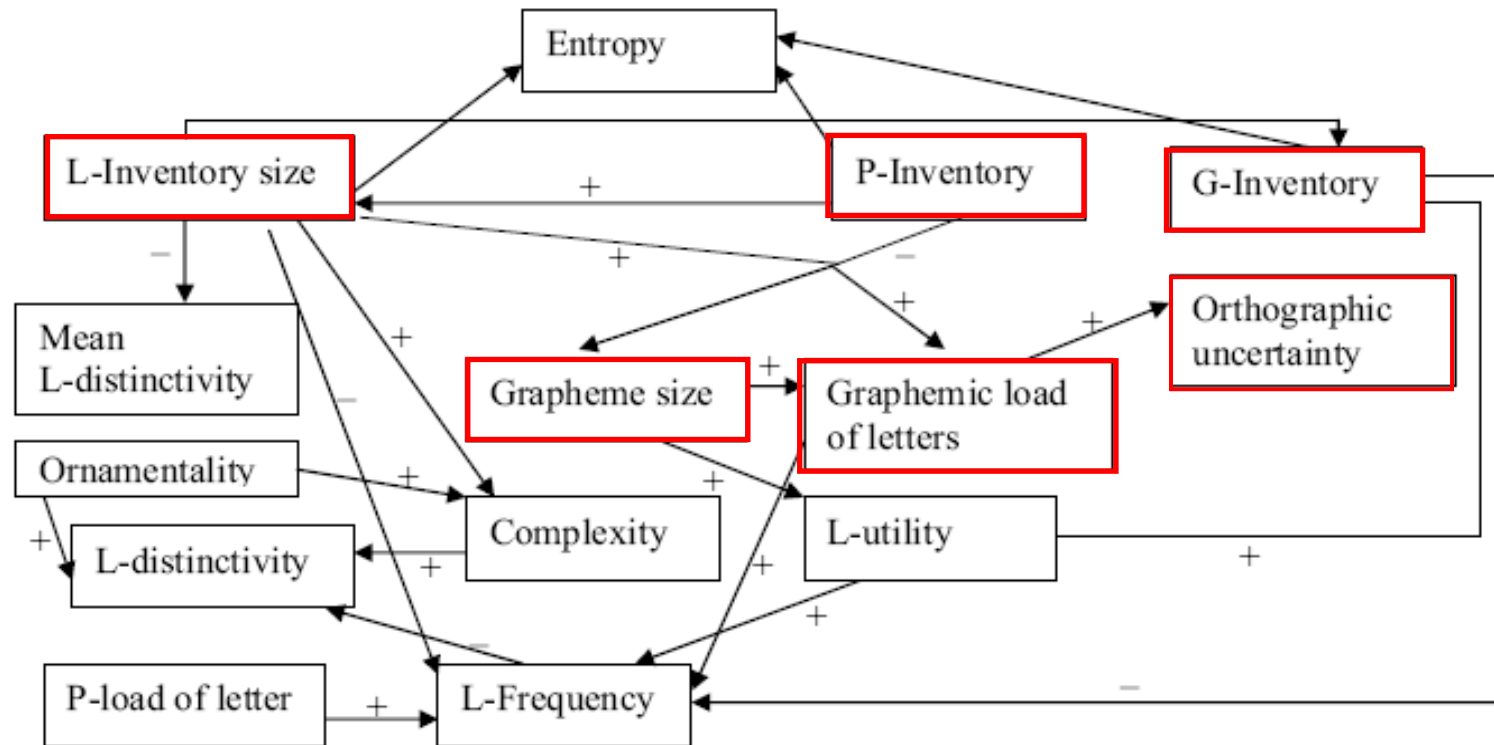 Entropy
L-Inventory size
P-Inventory
G-Inventory
+
−
+
−
+
Orthographic
uncertainty
+
Mean
L-distinctivity
+
−
Grapheme size
+
Graphemic load
of letters
Ornamentality
+
+
Complexity
L-utility
+
L-distinctivity
+
+
+
+
−
P-load of letter
+
L-Frequency
−